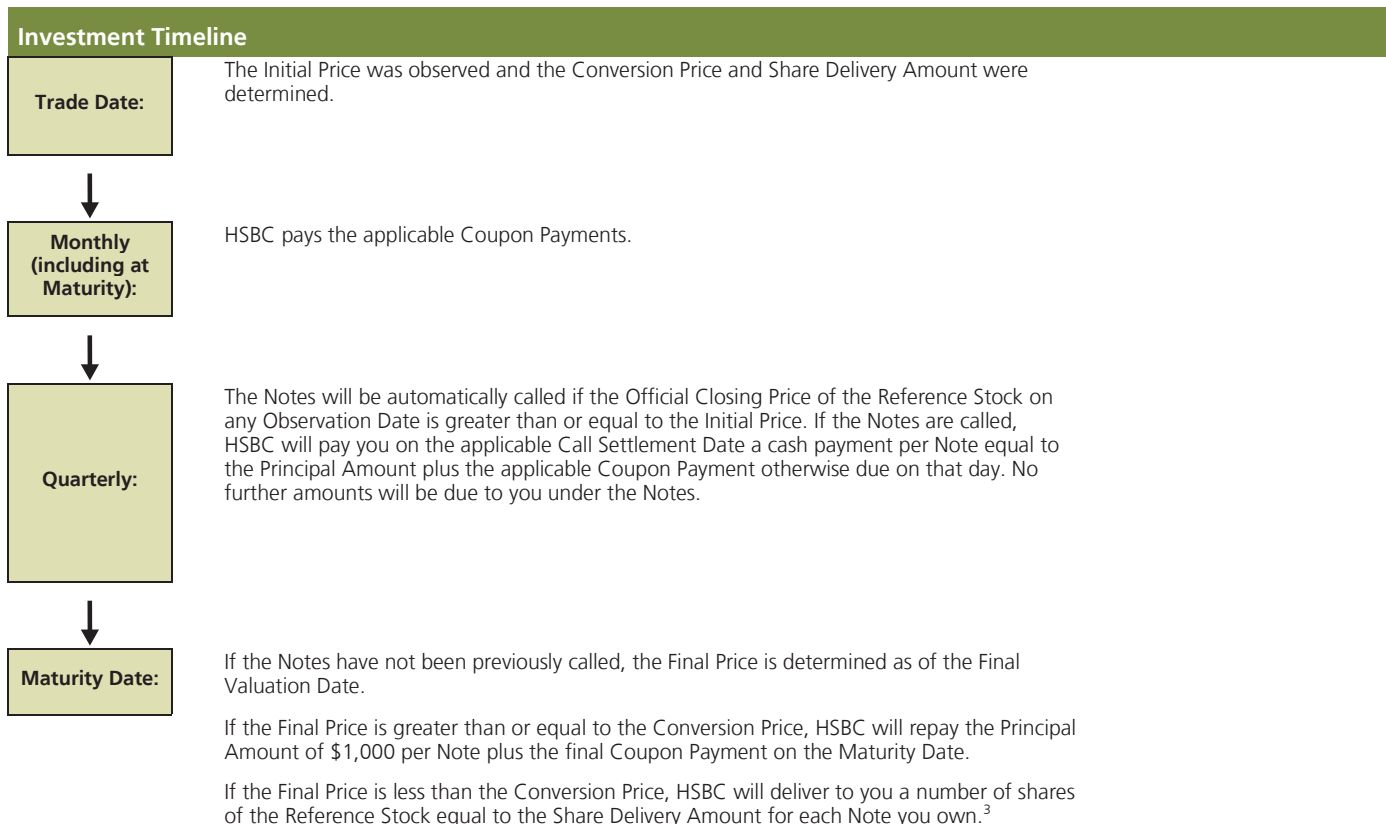 Investment Timeline
Trade Date:
The Initial Price was observed and the Conversion Price and Share Delivery Amount were
determined.
Monthly
(including at
Maturity):
HSBC pays the applicable Coupon Payments.
Quarterly:
The Notes will be automatically called if the Official Closing Price of the Reference Stock on
any Observation Date is greater than or equal to the Initial Price. If the Notes are called,
HSBC will pay you on the applicable Call Settlement Date a cash payment per Note equal to
the Principal Amount plus the applicable Coupon Payment otherwise due on that day. No
further amounts will be due to you under the Notes.
Maturity Date:
If the Notes have not been previously called, the Final Price is determined as of the Final
Valuation Date.
If the Final Price is greater than or equal to the Conversion Price, HSBC will repay the Principal
Amount of $1,000 per Note plus the final Coupon Payment on the Maturity Date.
If the Final Price is less than the Conversion Price, HSBC will deliver to you a number of shares
of the Reference Stock equal to the Share Delivery Amount for each Note you own.³